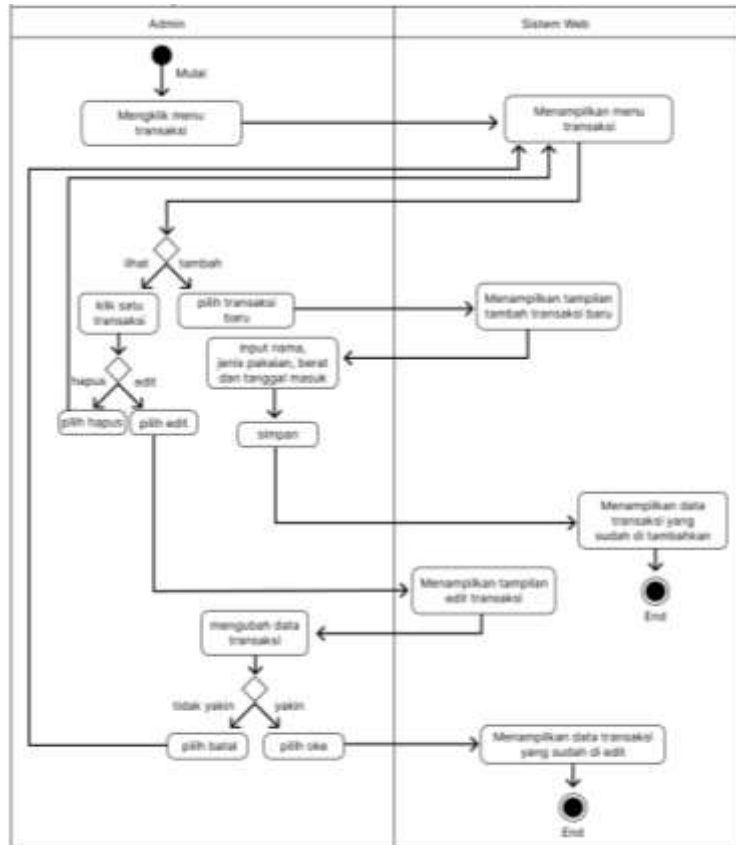 Admin
Sistem Web
Mulai
Mengklik menu
transaksi
Menampilkan menu
transaksi
lihat
tambah
klik satu
transaksi
pilih transaksi
baru
Menampilkan tampilan
tambah transaksi baru
Input nama,
jenis pakaian, berat
dan tanggal masuk
hapus
edit
pilih hapus
pilih edit
simpan
Menampilkan data
transaksi yang
sudah di tambahkan
End
Menampilkan tampilan
edit transaksi
mengubah data
transaksi
tidak yakin
yakin
pilih batal
pilih oke
Menampilkan data transaksi
yang sudah di edit
End